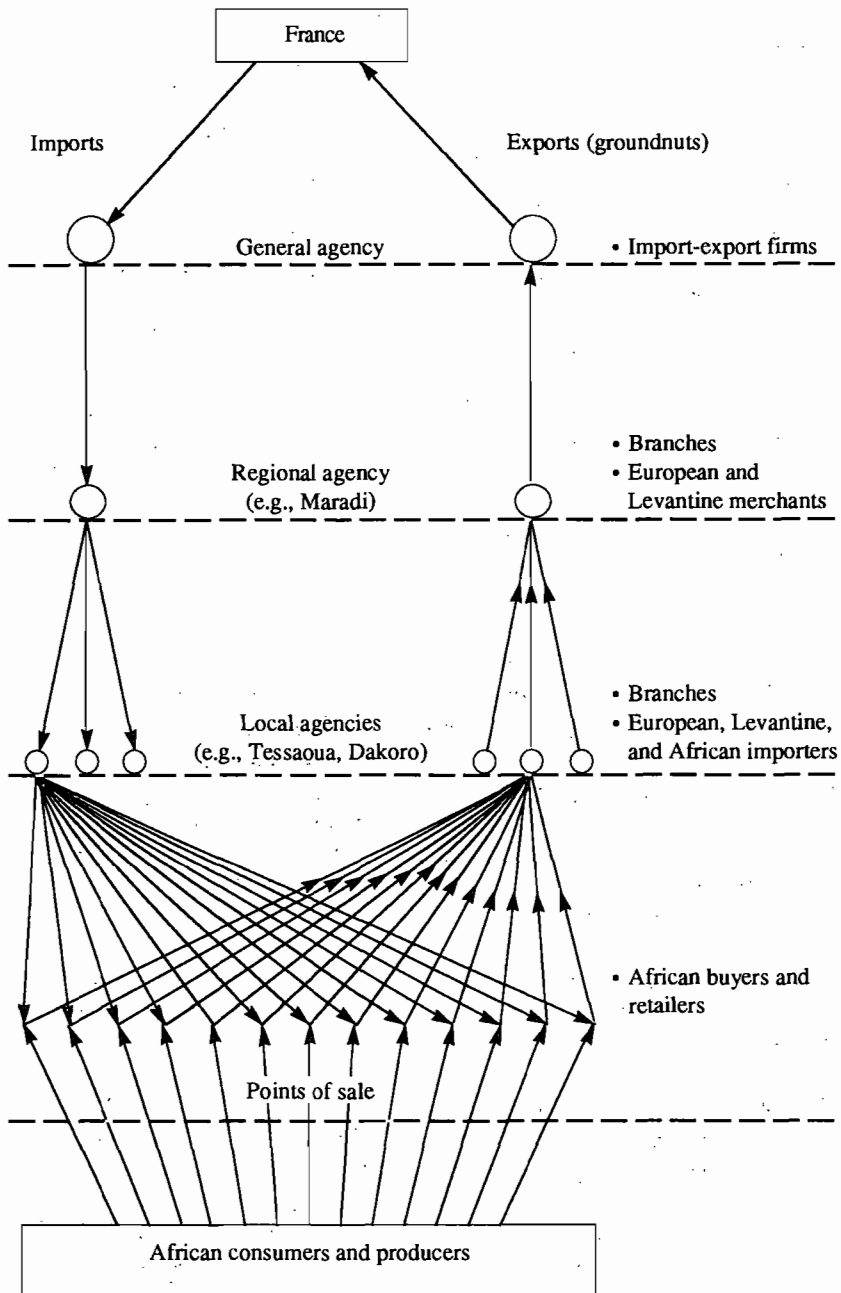 France
Imports
Exports (groundnuts)
General agency
• Import-export firms
Regional agency
(e.g., Maradi)
• Branches
• European and
Levantine merchants
Local agencies
(e.g., Tessaoua, Dakoro)
• Branches
• European, Levantine,
and African importers
• African buyers and
retailers
Points of sale
African consumers and producers